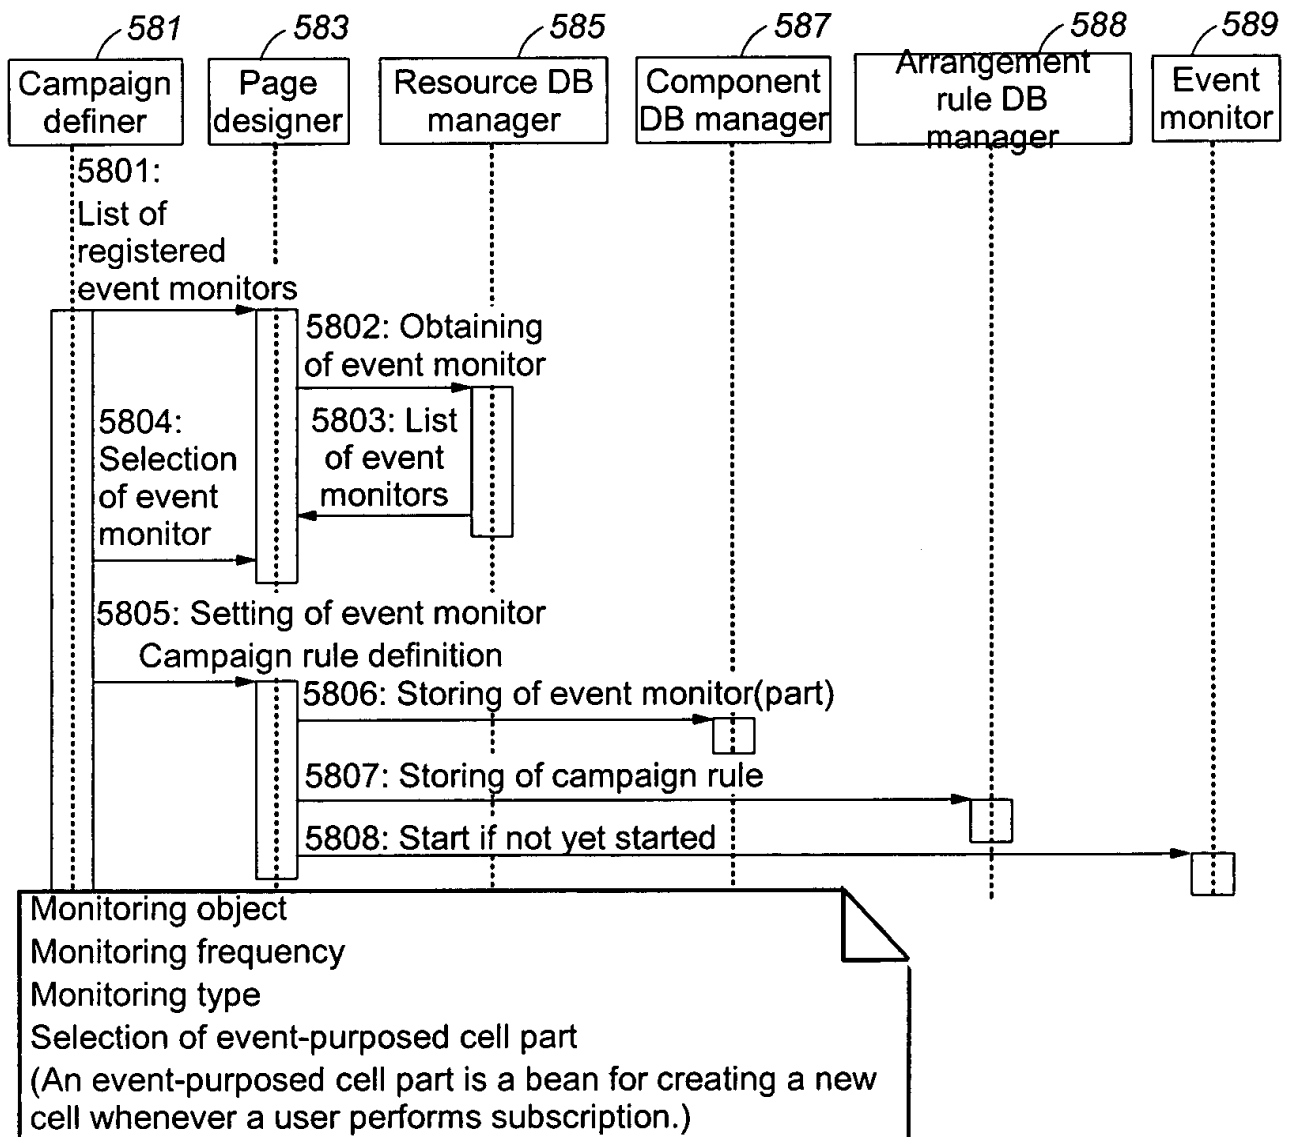 581
583
585
587
588
589
Campaign
definer
Page
designer
Resource DB
manager
Component
DB manager
Arrangement
rule DB
manager
Event
monitor
5801:
List of
registered
event monitors
5802: Obtaining
of event monitor
5803: List
of event
monitors
5804:
Selection
of event
monitor
5805: Setting of event monitor
Campaign rule definition
5806: Storing of event monitor(part)
5807: Storing of campaign rule
5808: Start if not yet started
Monitoring object
Monitoring frequency
Monitoring type
Selection of event-purposed cell part
(An event-purposed cell part is a bean for creating a new
cell whenever a user performs subscription.)